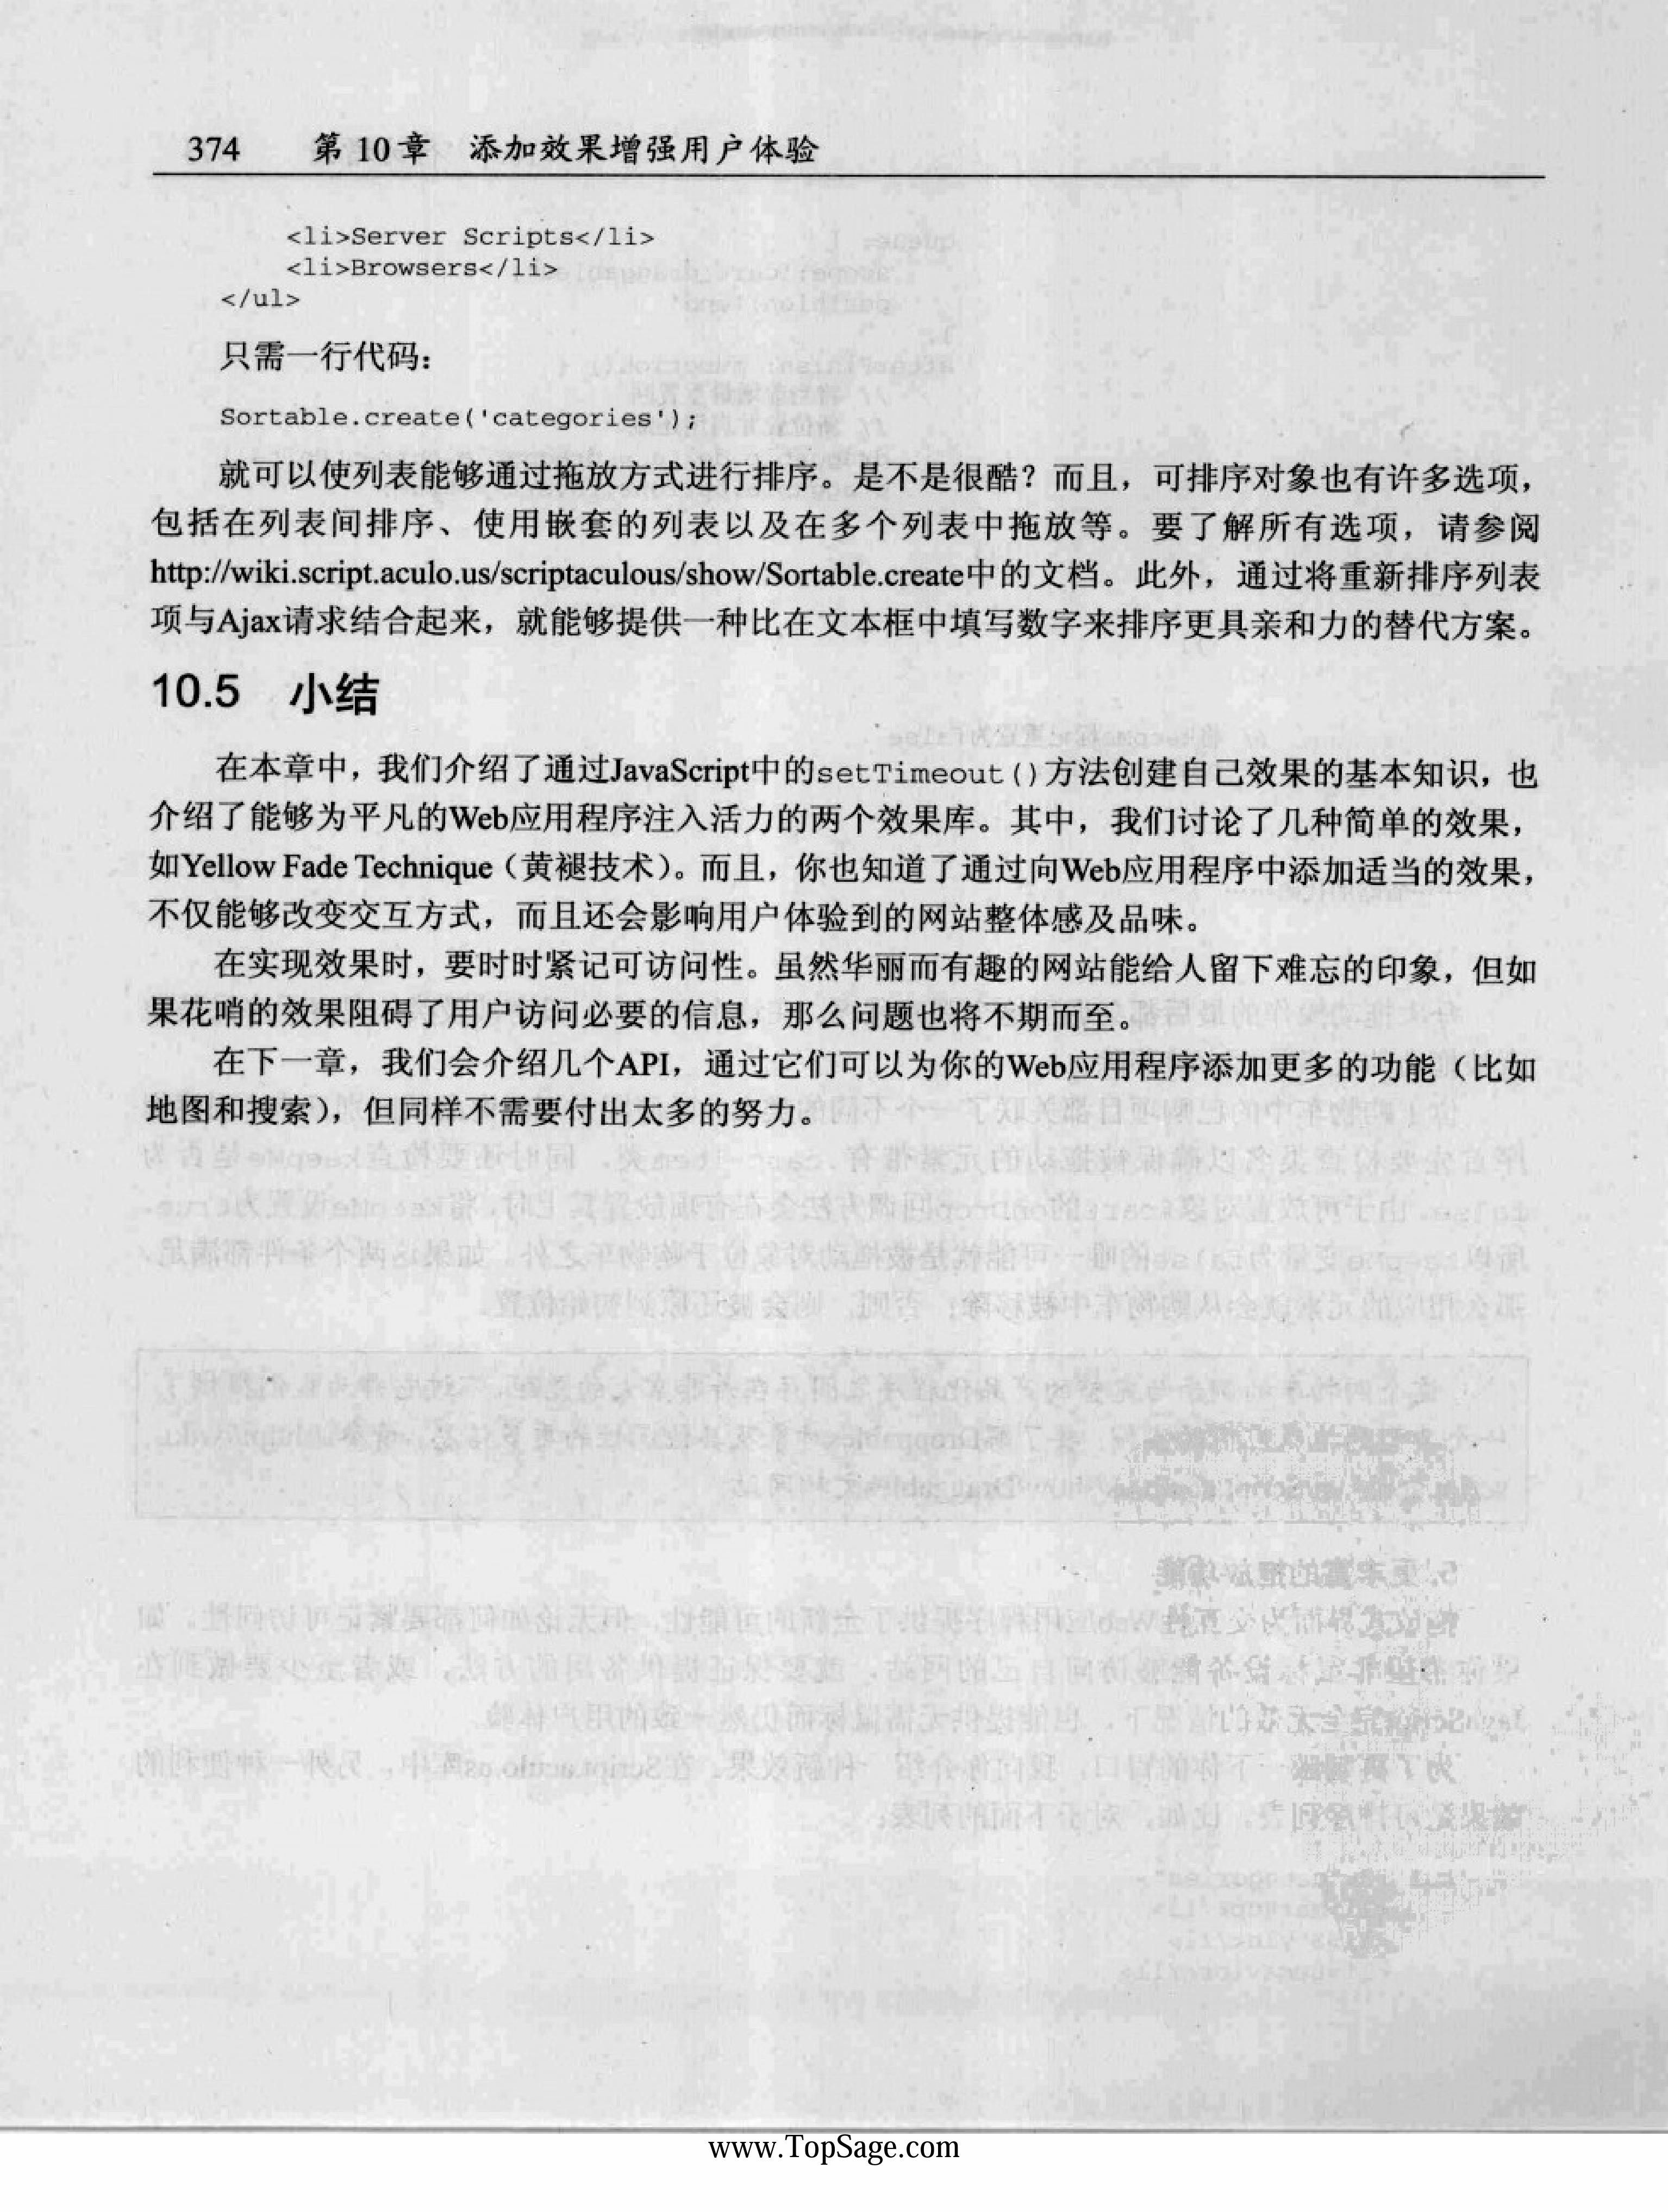 374 第 10 章 添加效果增强用户体验
<li>Server Scripts</li>
<li>Browsers</li>
</ul>
只需一行代码：
Sortable.create('categories');
就可以使列表能够通过拖放方式进行排序。是不是很酷？而且，可排序对象也有许多选项，
包括在列表间排序、使用嵌套的列表以及在多个列表中拖放等。要了解所有选项，请参阅
http://wiki.script.aculo.us/scriptaculous/show/Sortable.create中的文档。此外，通过将重新排序列表
项与Ajax请求结合起来，就能够提供一种比在文本框中填写数字来排序更具亲和力的替代方案。
10.5 小结
在本章中，我们介绍了通过JavaScript中的setTimeout()方法创建自己效果的基本知识，也
介绍了能够为平凡的Web应用程序注入活力的两个效果库。其中，我们讨论了几种简单的效果，
如Yellow Fade Technique（黄褪技术）。而且，你也知道了通过向Web应用程序中添加适当的效果，
不仅能够改变交互方式，而且还会影响用户体验到的网站整体感及品味。
在实现效果时，要时时紧记可访问性。虽然华丽而有趣的网站能给人留下难忘的印象，但如
果花哨的效果阻碍了用户访问必要的信息，那么问题也将不期而至。
在下一章，我们会介绍几个API，通过它们可以为你的Web应用程序添加更多的功能（比如
地图和搜索），但同样不需要付出太多的努力。
www.TopSage.com